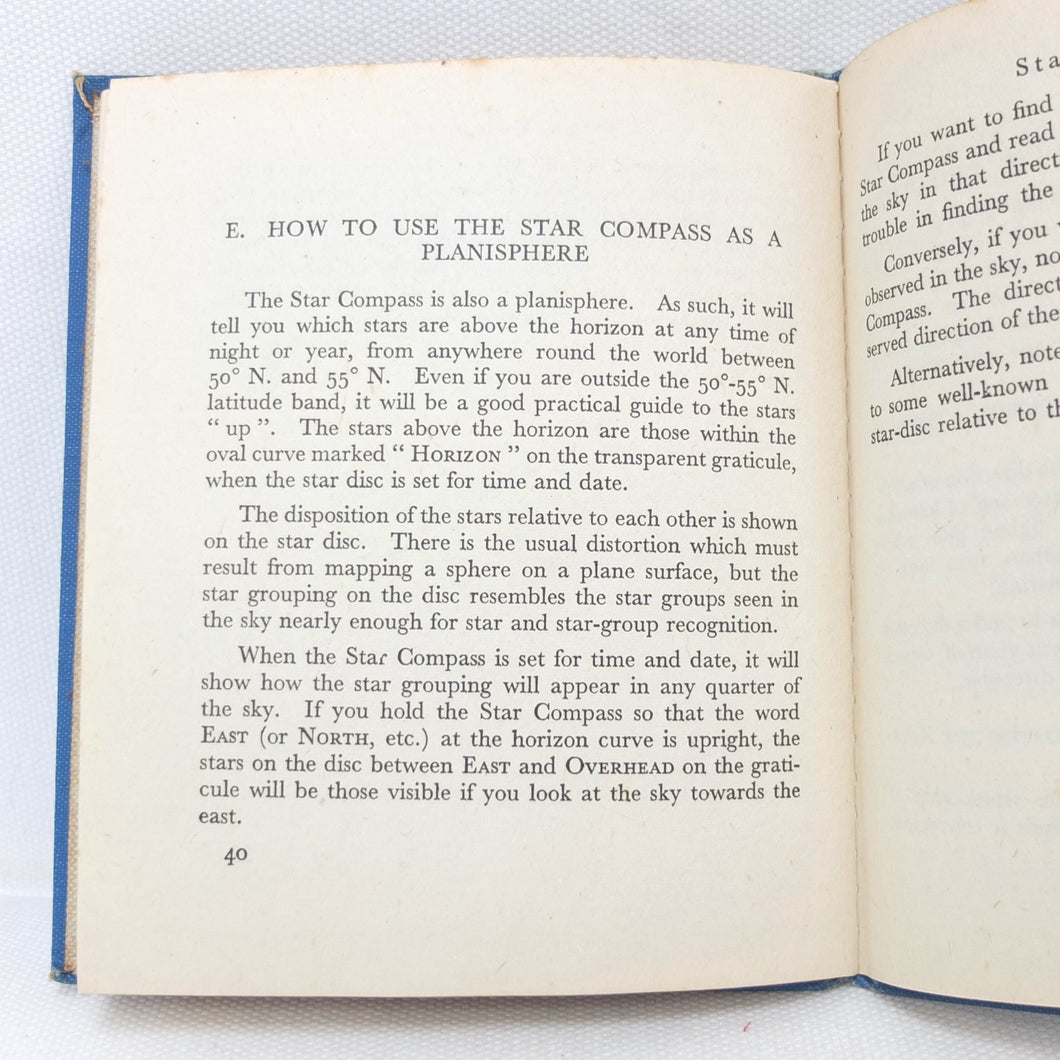 E. HOW TO USE THE STAR COMPASS AS A
PLANISPHERE
The Star Compass is also a planisphere. As such, it will
tell you which stars are above the horizon at any time of
night or year, from anywhere round the world between
50° N. and 55° N. Even if you are outside the 50°-55° N.
latitude band, it will be a good practical guide to the stars
“ up ”. The stars above the horizon are those within the
oval curve marked “ HORIZON ” on the transparent graticule,
when the star disc is set for time and date.
The disposition of the stars relative to each other is shown
on the star disc. There is the usual distortion which must
result from mapping a sphere on a plane surface, but the
star grouping on the disc resembles the star groups seen in
the sky nearly enough for star and star-group recognition.
When the Star Compass is set for time and date, it will
show how the star grouping will appear in any quarter of
the sky. If you hold the Star Compass so that the word
EAST (or NORTH, etc.) at the horizon curve is upright, the
stars on the disc between EAST and OVERHEAD on the grati-
cule will be those visible if you look at the sky towards the
east.
40
If you want to find
Star Compass and read
the sky in that direct
trouble in finding the
Conversely, if you
observed in the sky, no
Compass. The direct
served direction of the
Alternatively, note
to some well-known
star-disc relative to th